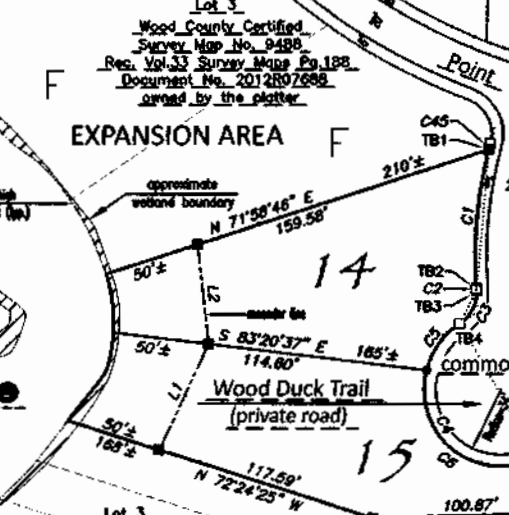 Lot 3
Wood County Certified
Survey Map No. 9488
Rec. Vol.33 Survey Maps Pg.188
Document No. 2012R07688
owned by the platter
F
EXPANSION AREA
F
Point
C45
TB1
approximate
wetland boundary
210'±
N 71°58'46" E
159.58'
50'±
C1
14
L2
TB2
C2
TB3
C3
meander line
TB4
C5
S 83°20'37" E
165'±
50'±
114.60'
commo
Wood Duck Trail
(private road)
L1
C4
50'±
168'±
15
C6
117.59'
N 72°24'25" W
100.87'
Lot 3